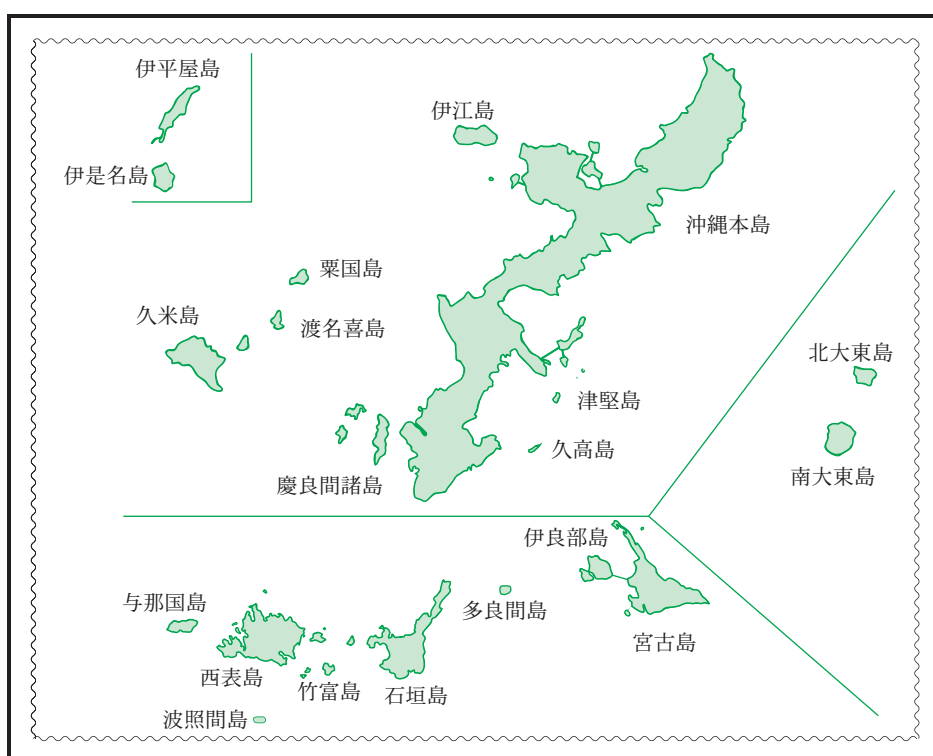 伊平屋島
伊江島
伊是名島
沖縄本島
粟国島
久米島
渡名喜島
北大東島
津堅島
久高島
南大東島
慶良間諸島
伊良部島
与那国島
多良間島
宮古島
西表島
竹富島
石垣島
波照間島